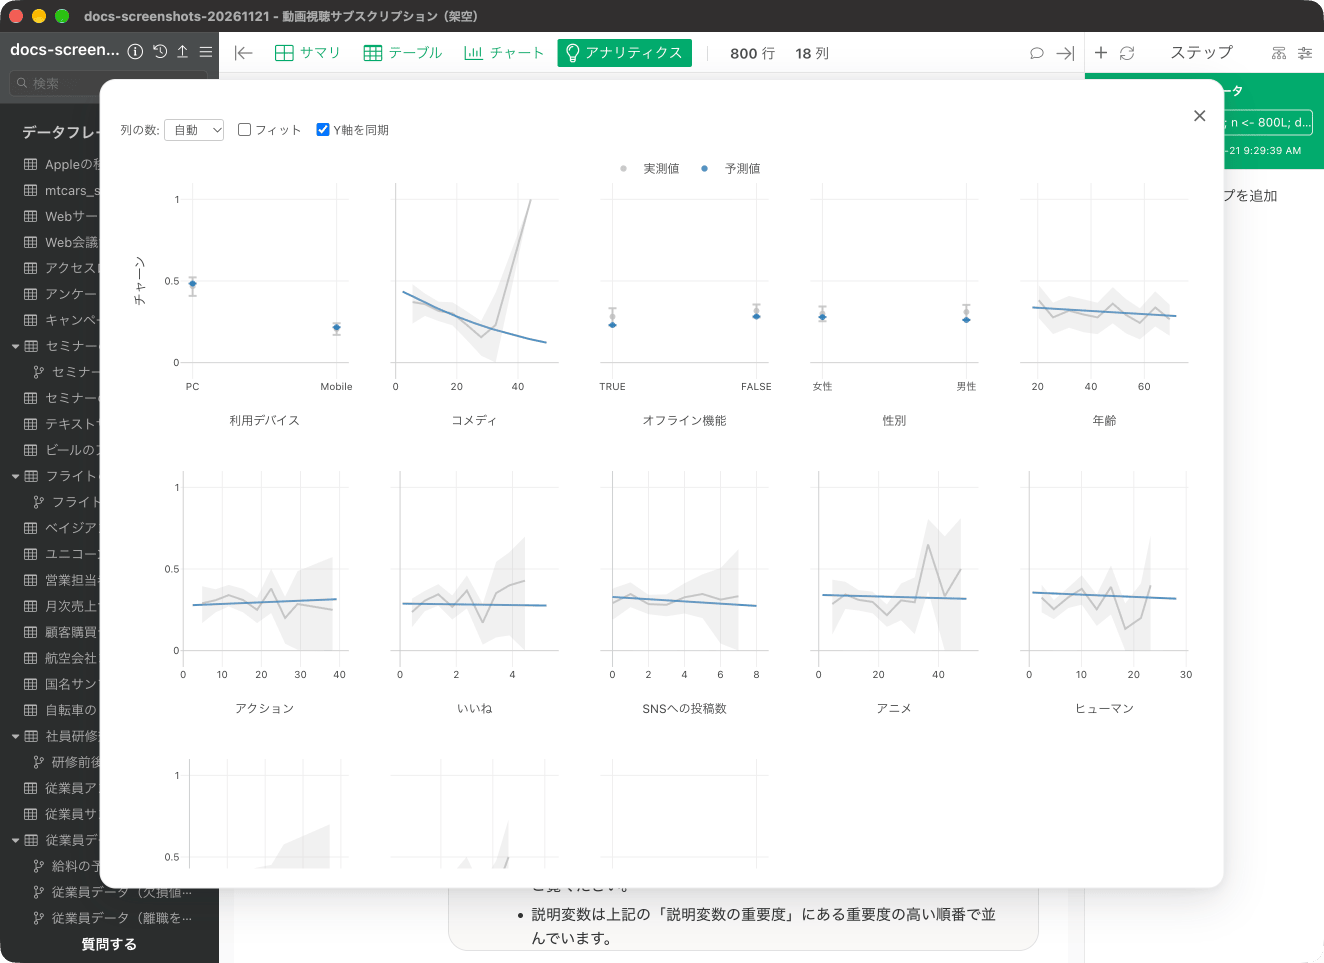 docs-screenshots-20261121 - 動画視聴サブスクリプション（架空）
docs-screen...
サマリ
テーブル
チャート
アナリティクス
800 行
18 列
ステップ
検索
データフレー
Appleの
mtcars_s
Webサー
Web会議
アクセス
アンケー
キャンペ
セミナー
セミナー
セミナー
テキスト
ビールの
フライト
フライト
ベイジア
ユニコー
営業担当
月次売上
顧客購買
航空会社
国名サン
自転車の
社員研修
研修前後
従業員ア
従業員サ
従業員デ
給料の予
従業員データ（欠損値...
従業員データ（離職を...
質問する
ータ
; n <- 800L; d...
-21 9:29:39 AM
プを追加
列の数:
自動
フィット
Y軸を同期
実測値
予測値
チャーン
1
0.5
0
PC
Mobile
利用デバイス
0
20
40
コメディ
TRUE
FALSE
オフライン機能
女性
男性
性別
20
40
60
年齢
1
0.5
0
0
10
20
30
40
アクション
0
2
4
いいね
0
2
4
6
8
SNSへの投稿数
0
20
40
アニメ
0
10
20
30
ヒューマン
1
0.5
ご覧ください。
• 説明変数は上記の「説明変数の重要度」にある重要度の高い順番で並
んでいます。